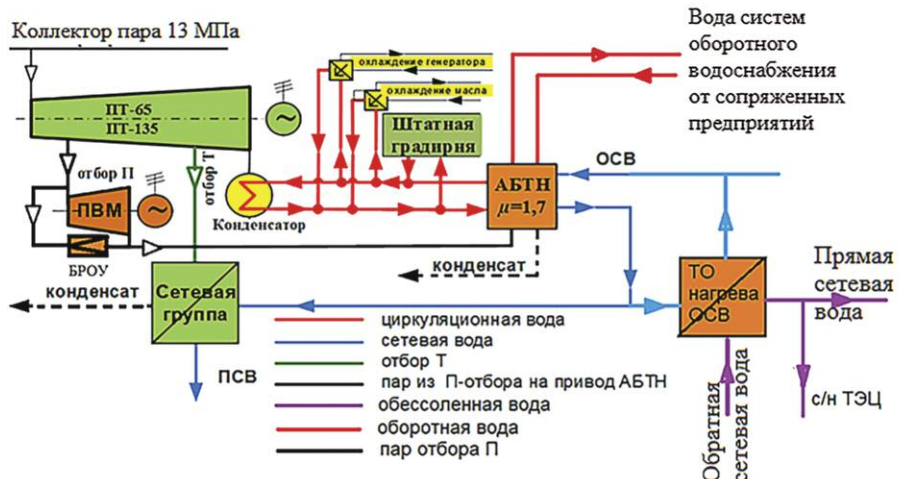 Коллектор пара 13 МПа
охлаждение генератора
охлаждение масла
Вода систем
оборотного
водоснабжения
от сопряженных
предприятий
ПТ-65
ПТ-135
Штатная
градирня
отбор П
отбор Т
ПВМ
БРОУ
Конденсатор
АБТН
μ=1,7
ОСВ
конденсат
конденсат
Сетевая
группа
ПСВ
ТО
нагрева
ОСВ
Прямая
сетевая
вода
Обратная
сетевая вода
с/н ТЭЦ
циркуляционная вода
сетевая вода
отбор Т
пар из П-отбора на привод АБТН
обессоленная вода
оборотная вода
пар отбора П